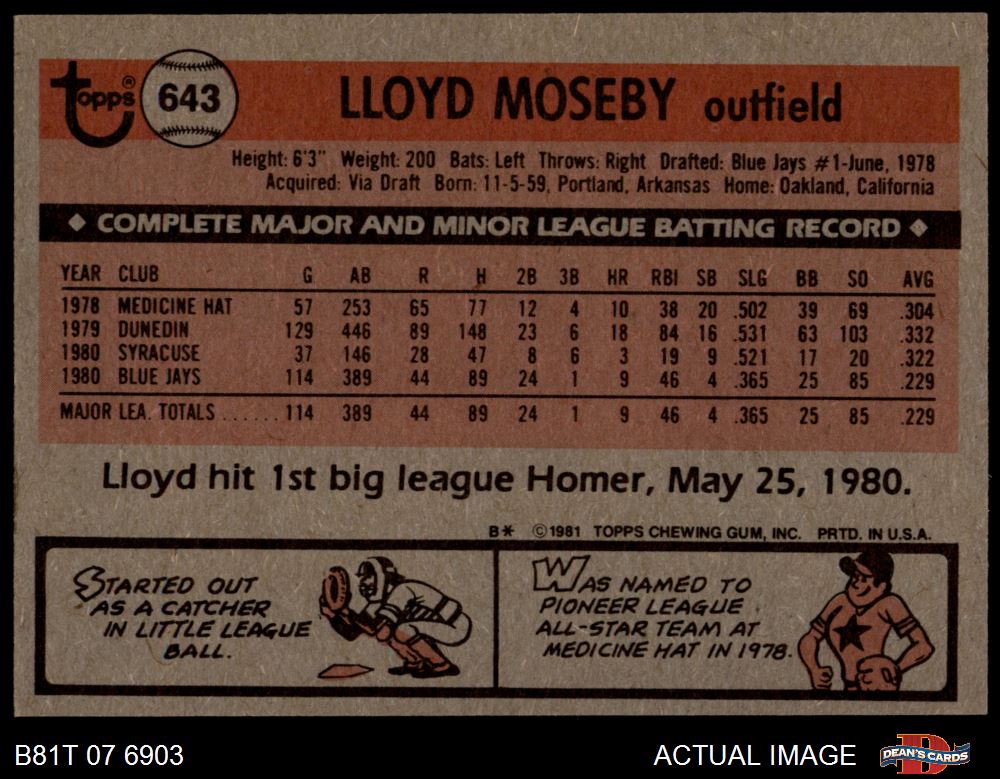 Topps® 643 LLOYD MOSEBY outfield
Height: 6'3" Weight: 200 Bats: Left Throws: Right Drafted: Blue Jays #1-June, 1978
Acquired: Via Draft Born: 11-5-59, Portland, Arkansas Home: Oakland, California
◆ COMPLETE MAJOR AND MINOR LEAGUE BATTING RECORD ◆
YEAR CLUB G AB R H 2B 3B HR RBI SB SLG BB SO AVG
1978 MEDICINE HAT 57 253 65 77 12 4 10 38 20 .502 39 69 .304
1979 DUNEDIN 129 446 89 148 23 6 18 84 16 .531 63 103 .332
1980 SYRACUSE 37 146 28 47 8 6 3 19 9 .521 17 20 .322
1980 BLUE JAYS 114 389 44 89 24 1 9 46 4 .365 25 85 .229
MAJOR LEA. TOTALS ...... 114 389 44 89 24 1 9 46 4 .365 25 85 .229
Lloyd hit 1st big league Homer, May 25, 1980.
B* ©1981 TOPPS CHEWING GUM, INC. PRTD. IN U.S.A.
STARTED OUT
AS A CATCHER
IN LITTLE LEAGUE
BALL.
WAS NAMED TO
PIONEER LEAGUE
ALL-STAR TEAM AT
MEDICINE HAT IN 1978.
B81T 07 6903 ACTUAL IMAGE DEAN'S CARDS